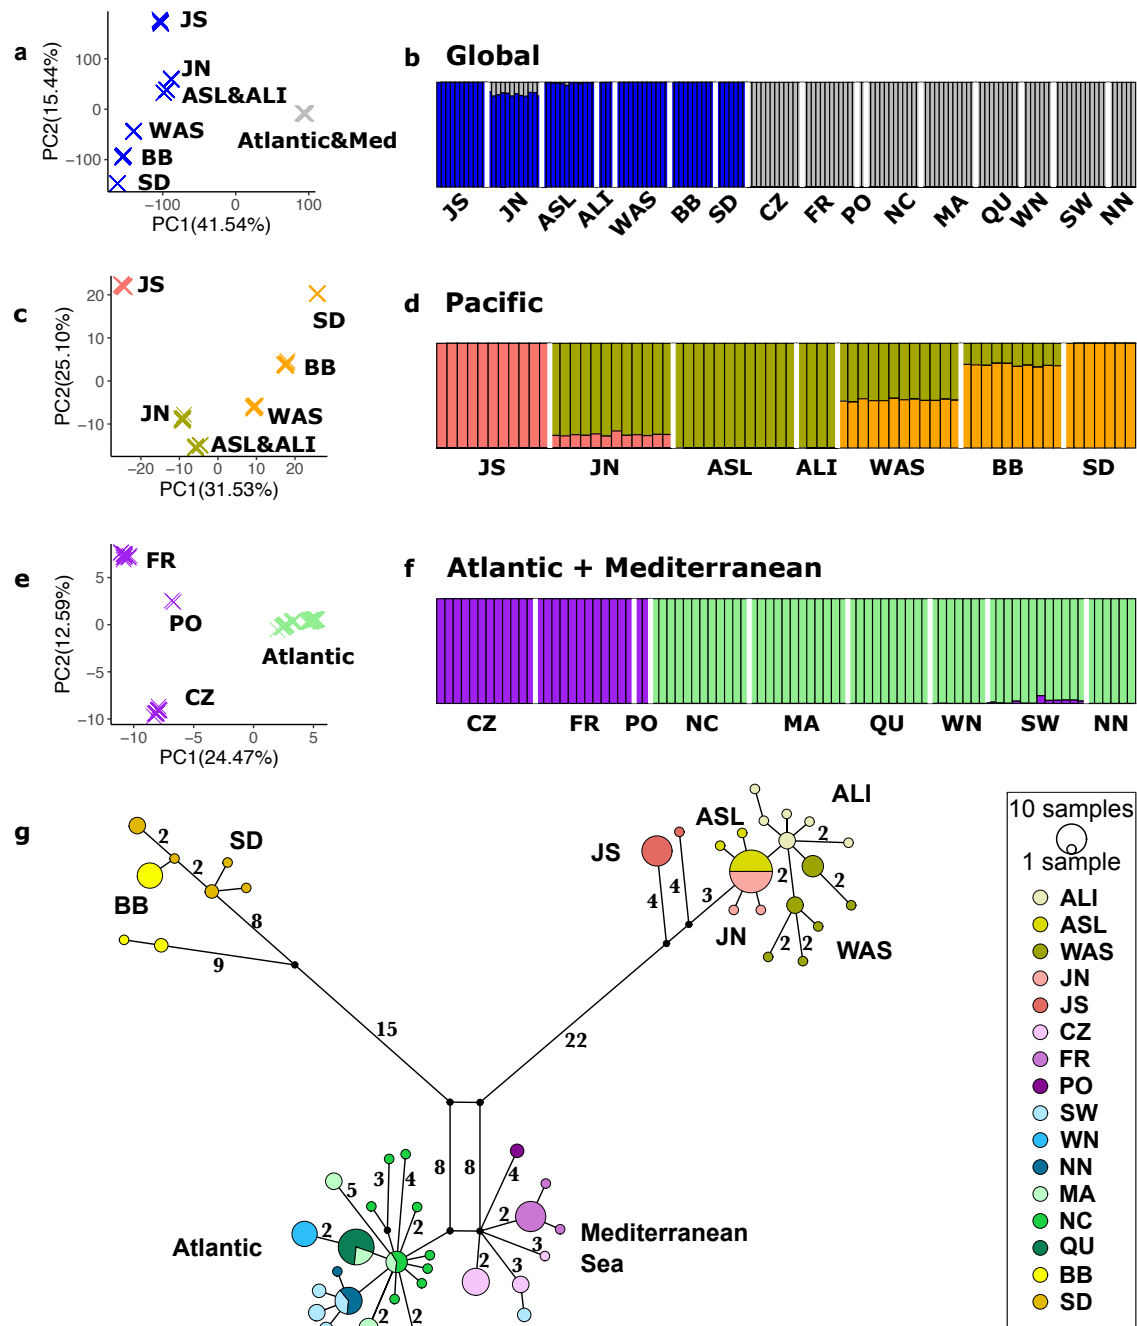 a
JS
JN
ASL&ALI
WAS
BB
SD
Atlantic&Med
PC2(15.44%)
100
0
−100
−100
0
100
PC1(41.54%)
b Global
JS JN ASL ALI WAS BB SD CZ FR PO NC MA QU WN SW NN
c
JS
SD
BB
JN
WAS
ASL&ALI
PC2(25.10%)
20
10
0
−10
−20 −10 0 10 20
PC1(31.53%)
d Pacific
JS JN ASL ALI WAS BB SD
e
FR
PO
Atlantic
CZ
PC2(12.59%)
5
0
−5
−10
−10 −5 0 5
PC1(24.47%)
f Atlantic + Mediterranean
CZ FR PO NC MA QU WN SW NN
g
2
SD
2
BB
8
9
15
ALI
ASL
2
JS
4
4
3
2
2
JN
2
2
WAS
22
8
8
3
4
5
2
2
Atlantic
2
2
4
2
3
3
2
Mediterranean
Sea
10 samples
1 sample
ALI
ASL
WAS
JN
JS
CZ
FR
PO
SW
WN
NN
MA
NC
QU
BB
SD